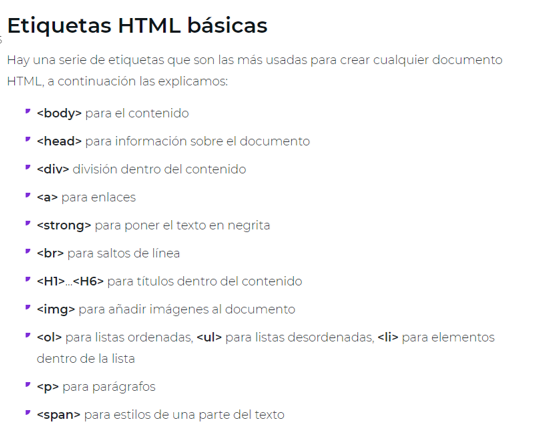 Etiquetas HTML básicas
Hay una serie de etiquetas que son las más usadas para crear cualquier documento
HTML, a continuación las explicamos:
<body> para el contenido
<head> para información sobre el documento
<div> división dentro del contenido
<a> para enlaces
<strong> para poner el texto en negrita
<br> para saltos de línea
<H1>...<H6> para títulos dentro del contenido
<img> para añadir imágenes al documento
<ol> para listas ordenadas, <ul> para listas desordenadas, <li> para elementos
dentro de la lista
<p> para parágrafos
<span> para estilos de una parte del texto